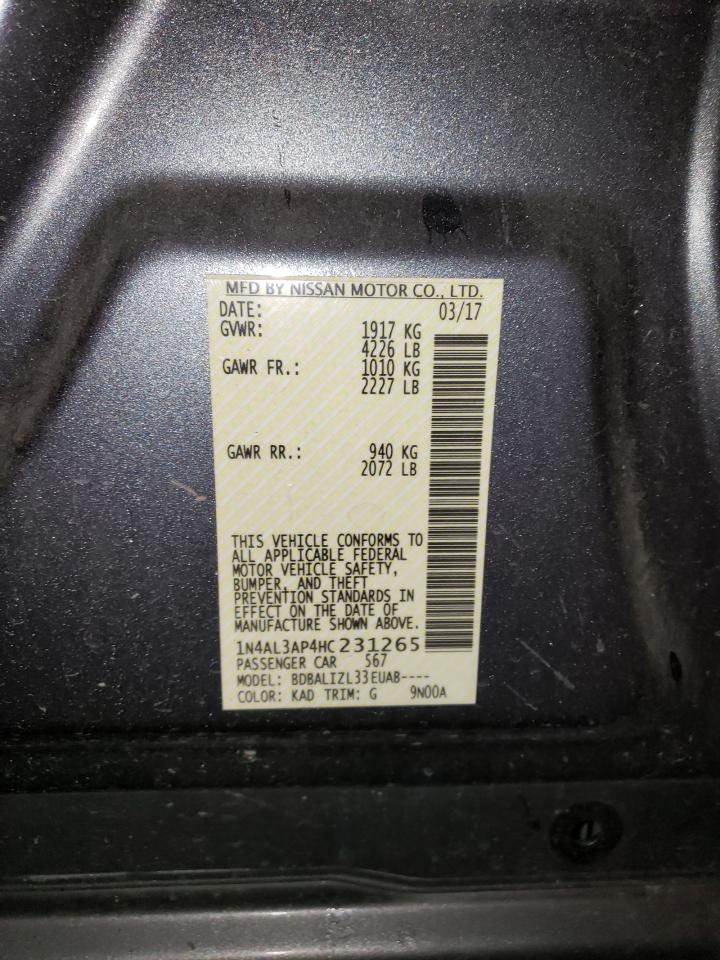 MFD BY NISSAN MOTOR CO., LTD.
DATE: 03/17
GVWR: 1917 KG
4226 LB
GAWR FR.: 1010 KG
2227 LB
GAWR RR.: 940 KG
2072 LB
THIS VEHICLE CONFORMS TO
ALL APPLICABLE FEDERAL
MOTOR VEHICLE SAFETY,
BUMPER, AND THEFT
PREVENTION STANDARDS IN
EFFECT ON THE DATE OF
MANUFACTURE SHOWN ABOVE.
1N4AL3AP4HC231265
PASSENGER CAR 567
MODEL: BDBALIZL33EUAB----
COLOR: KAD TRIM: G 9N00A